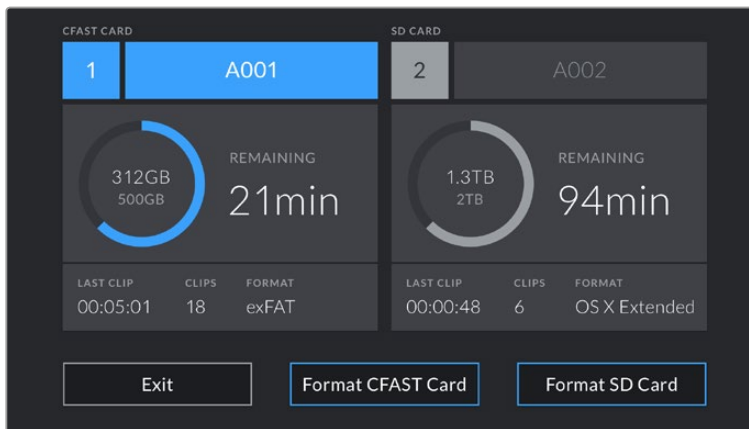 CFAST CARD
1 A001
312GB
500GB
REMAINING
21min
LAST CLIP CLIPS FORMAT
00:05:01 18 exFAT
SD CARD
2 A002
1.3TB
2TB
REMAINING
94min
LAST CLIP CLIPS FORMAT
00:00:48 6 OS X Extended
Exit Format CFAST Card Format SD Card